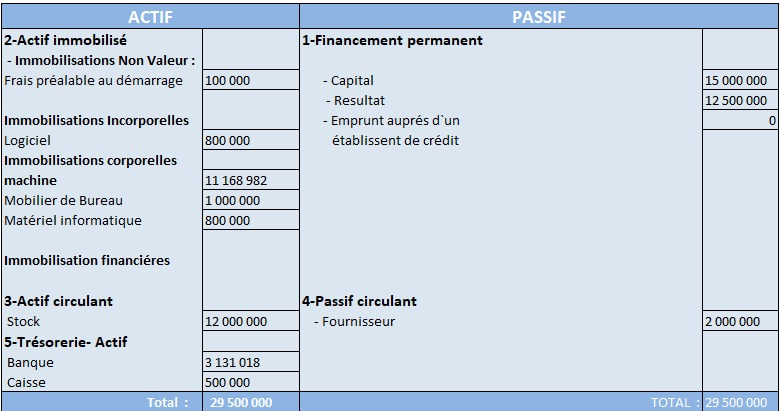 ACTIF PASSIF
2-Actif immobilisé 1-Financement permanent
- Immobilisations Non Valeur :
Frais préalable au démarrage 100 000 - Capital 15 000 000
- Resultat 12 500 000
Immobilisations Incorporelles - Emprunt auprés d`un 0
Logiciel 800 000 établissent de crédit
Immobilisations corporelles
machine 11 168 982
Mobilier de Bureau 1 000 000
Matériel informatique 800 000
Immobilisation financiéres
3-Actif circulant 4-Passif circulant
Stock 12 000 000 - Fournisseur 2 000 000
5-Trésorerie- Actif
Banque 3 131 018
Caisse 500 000
Total : 29 500 000 TOTAL : 29 500 000